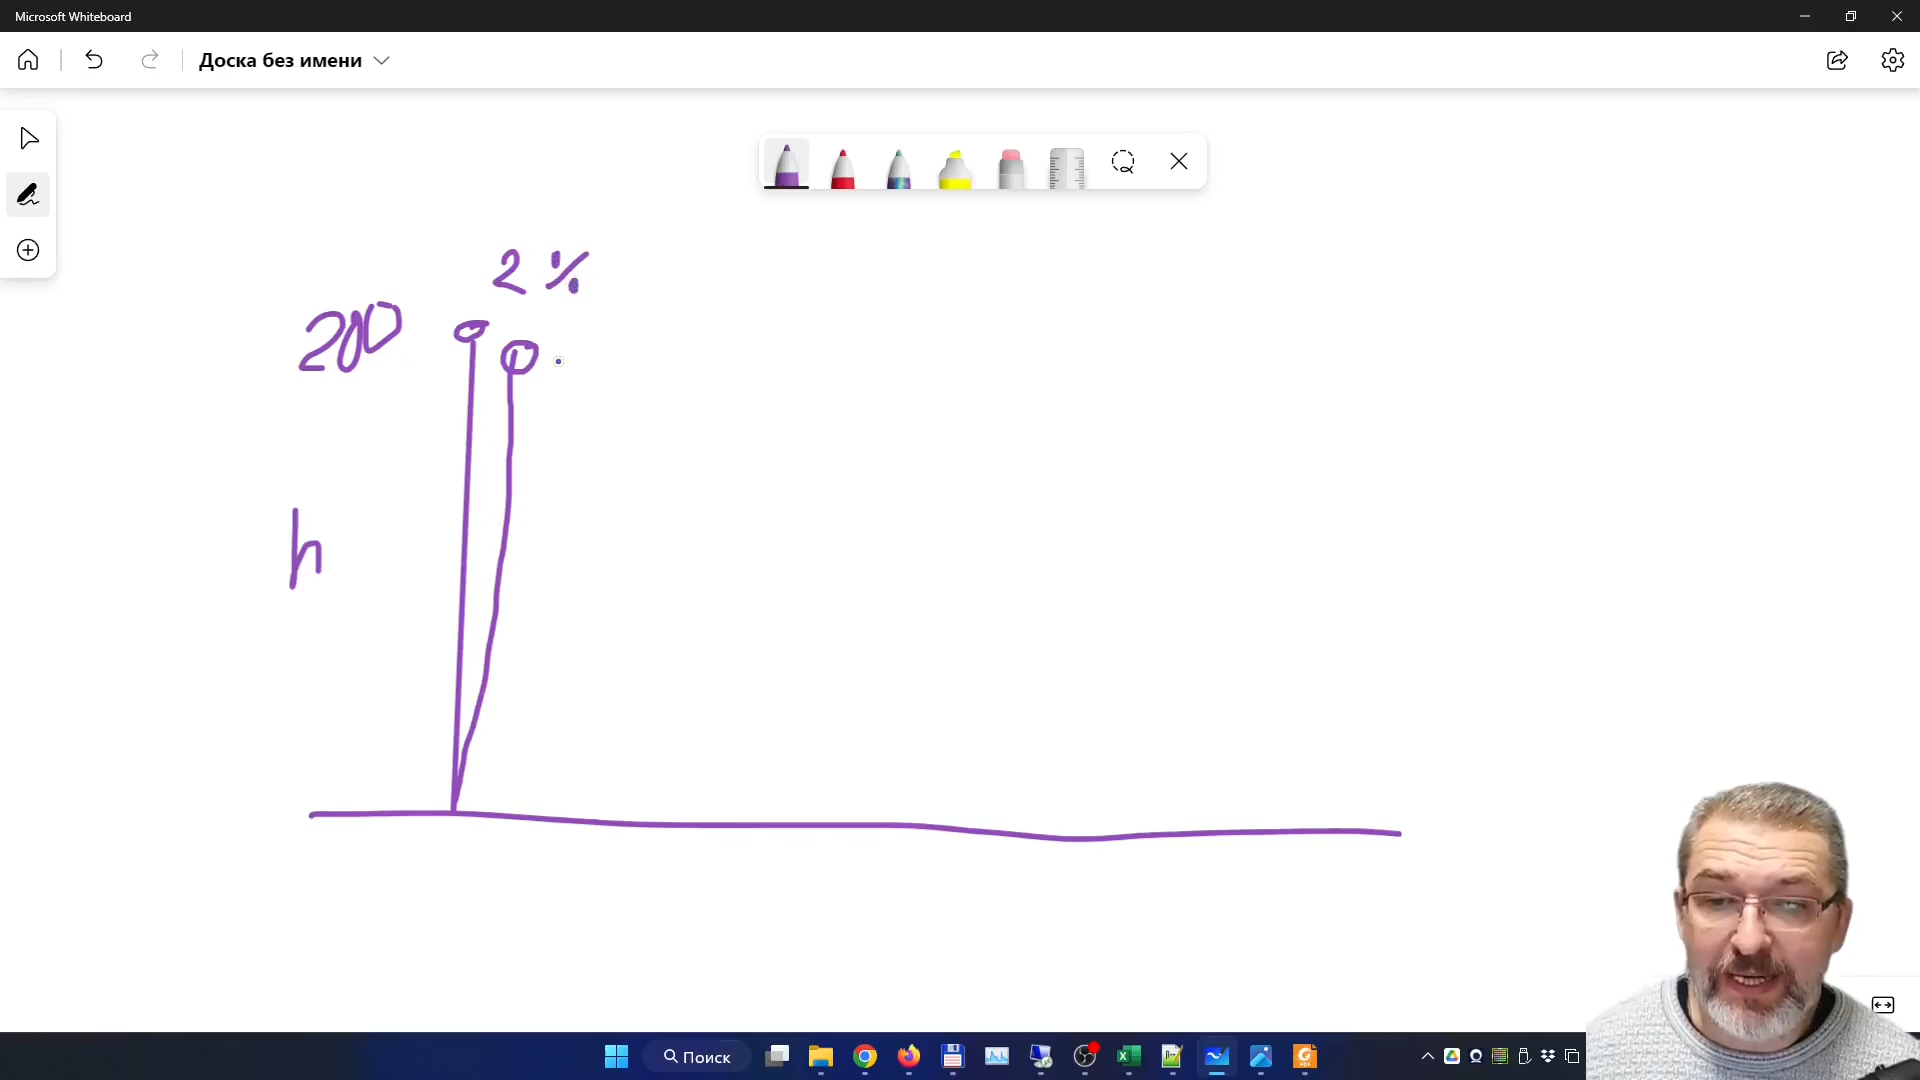 Microsoft Whiteboard
Доска без имени
2 %
200
h
Поиск